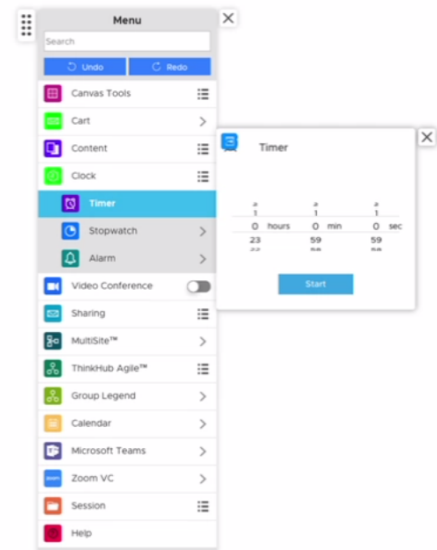 Menu
Search
Undo Redo
Canvas Tools
Cart
Content
Clock
Timer
Stopwatch
Alarm
Video Conference
Sharing
MultiSite™
ThinkHub Agile™
Group Legend
Calendar
Microsoft Teams
Zoom VC
Session
Help
Timer
1 1 1
0 hours 0 min 0 sec
23 59 59
Start